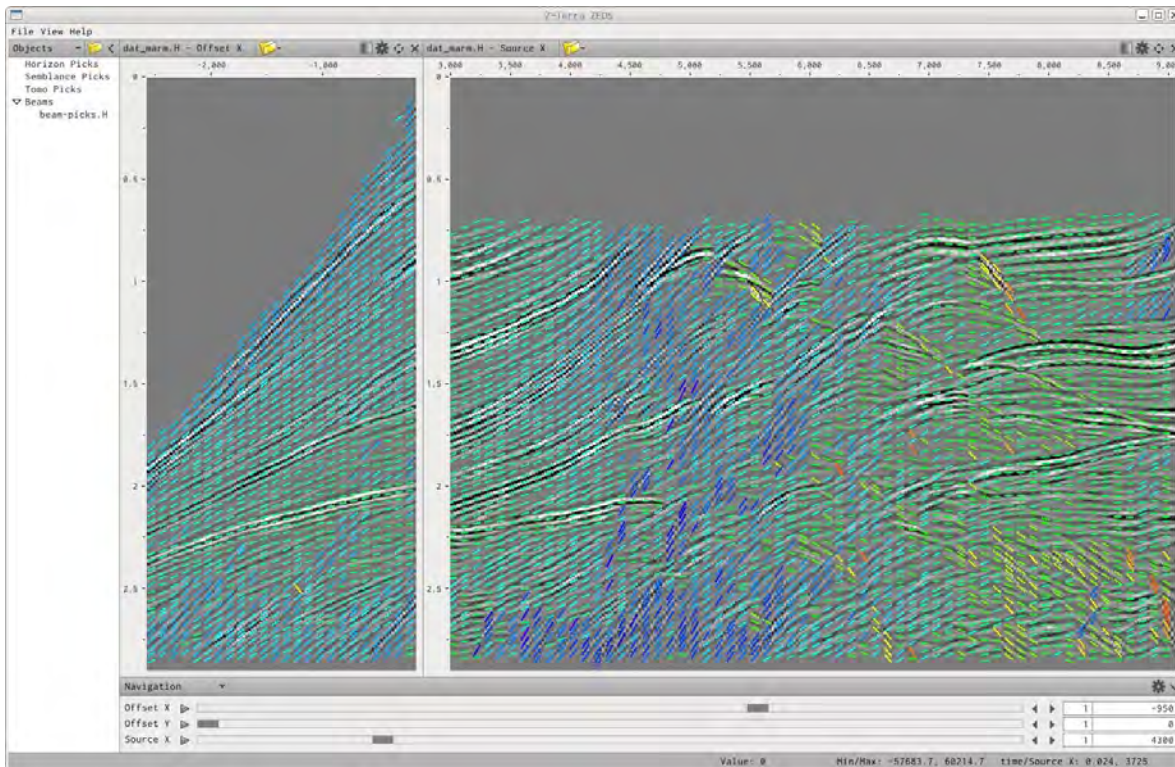 Z-Terra ZEDS
File View Help
Objects
dat_marm.H - Offset X
dat_marm.H - Source X
Horizon Picks
Semblance Picks
Tomo Picks
Beams
beam-picks.H
-2,000 -1,000
3,000 3,500 4,000 4,500 5,000 5,500 6,000 6,500 7,000 7,500 8,000 8,500
0 0
0.5 0.5
1 1
1.5 1.5
2 2
2.5 2.5
Navigation
Offset X 1 -950
Offset Y 1 0
Source X 1 4300
Value: 0 Min/Max: -57683.7, 60214.7 time/Source X: 0.024, 3725